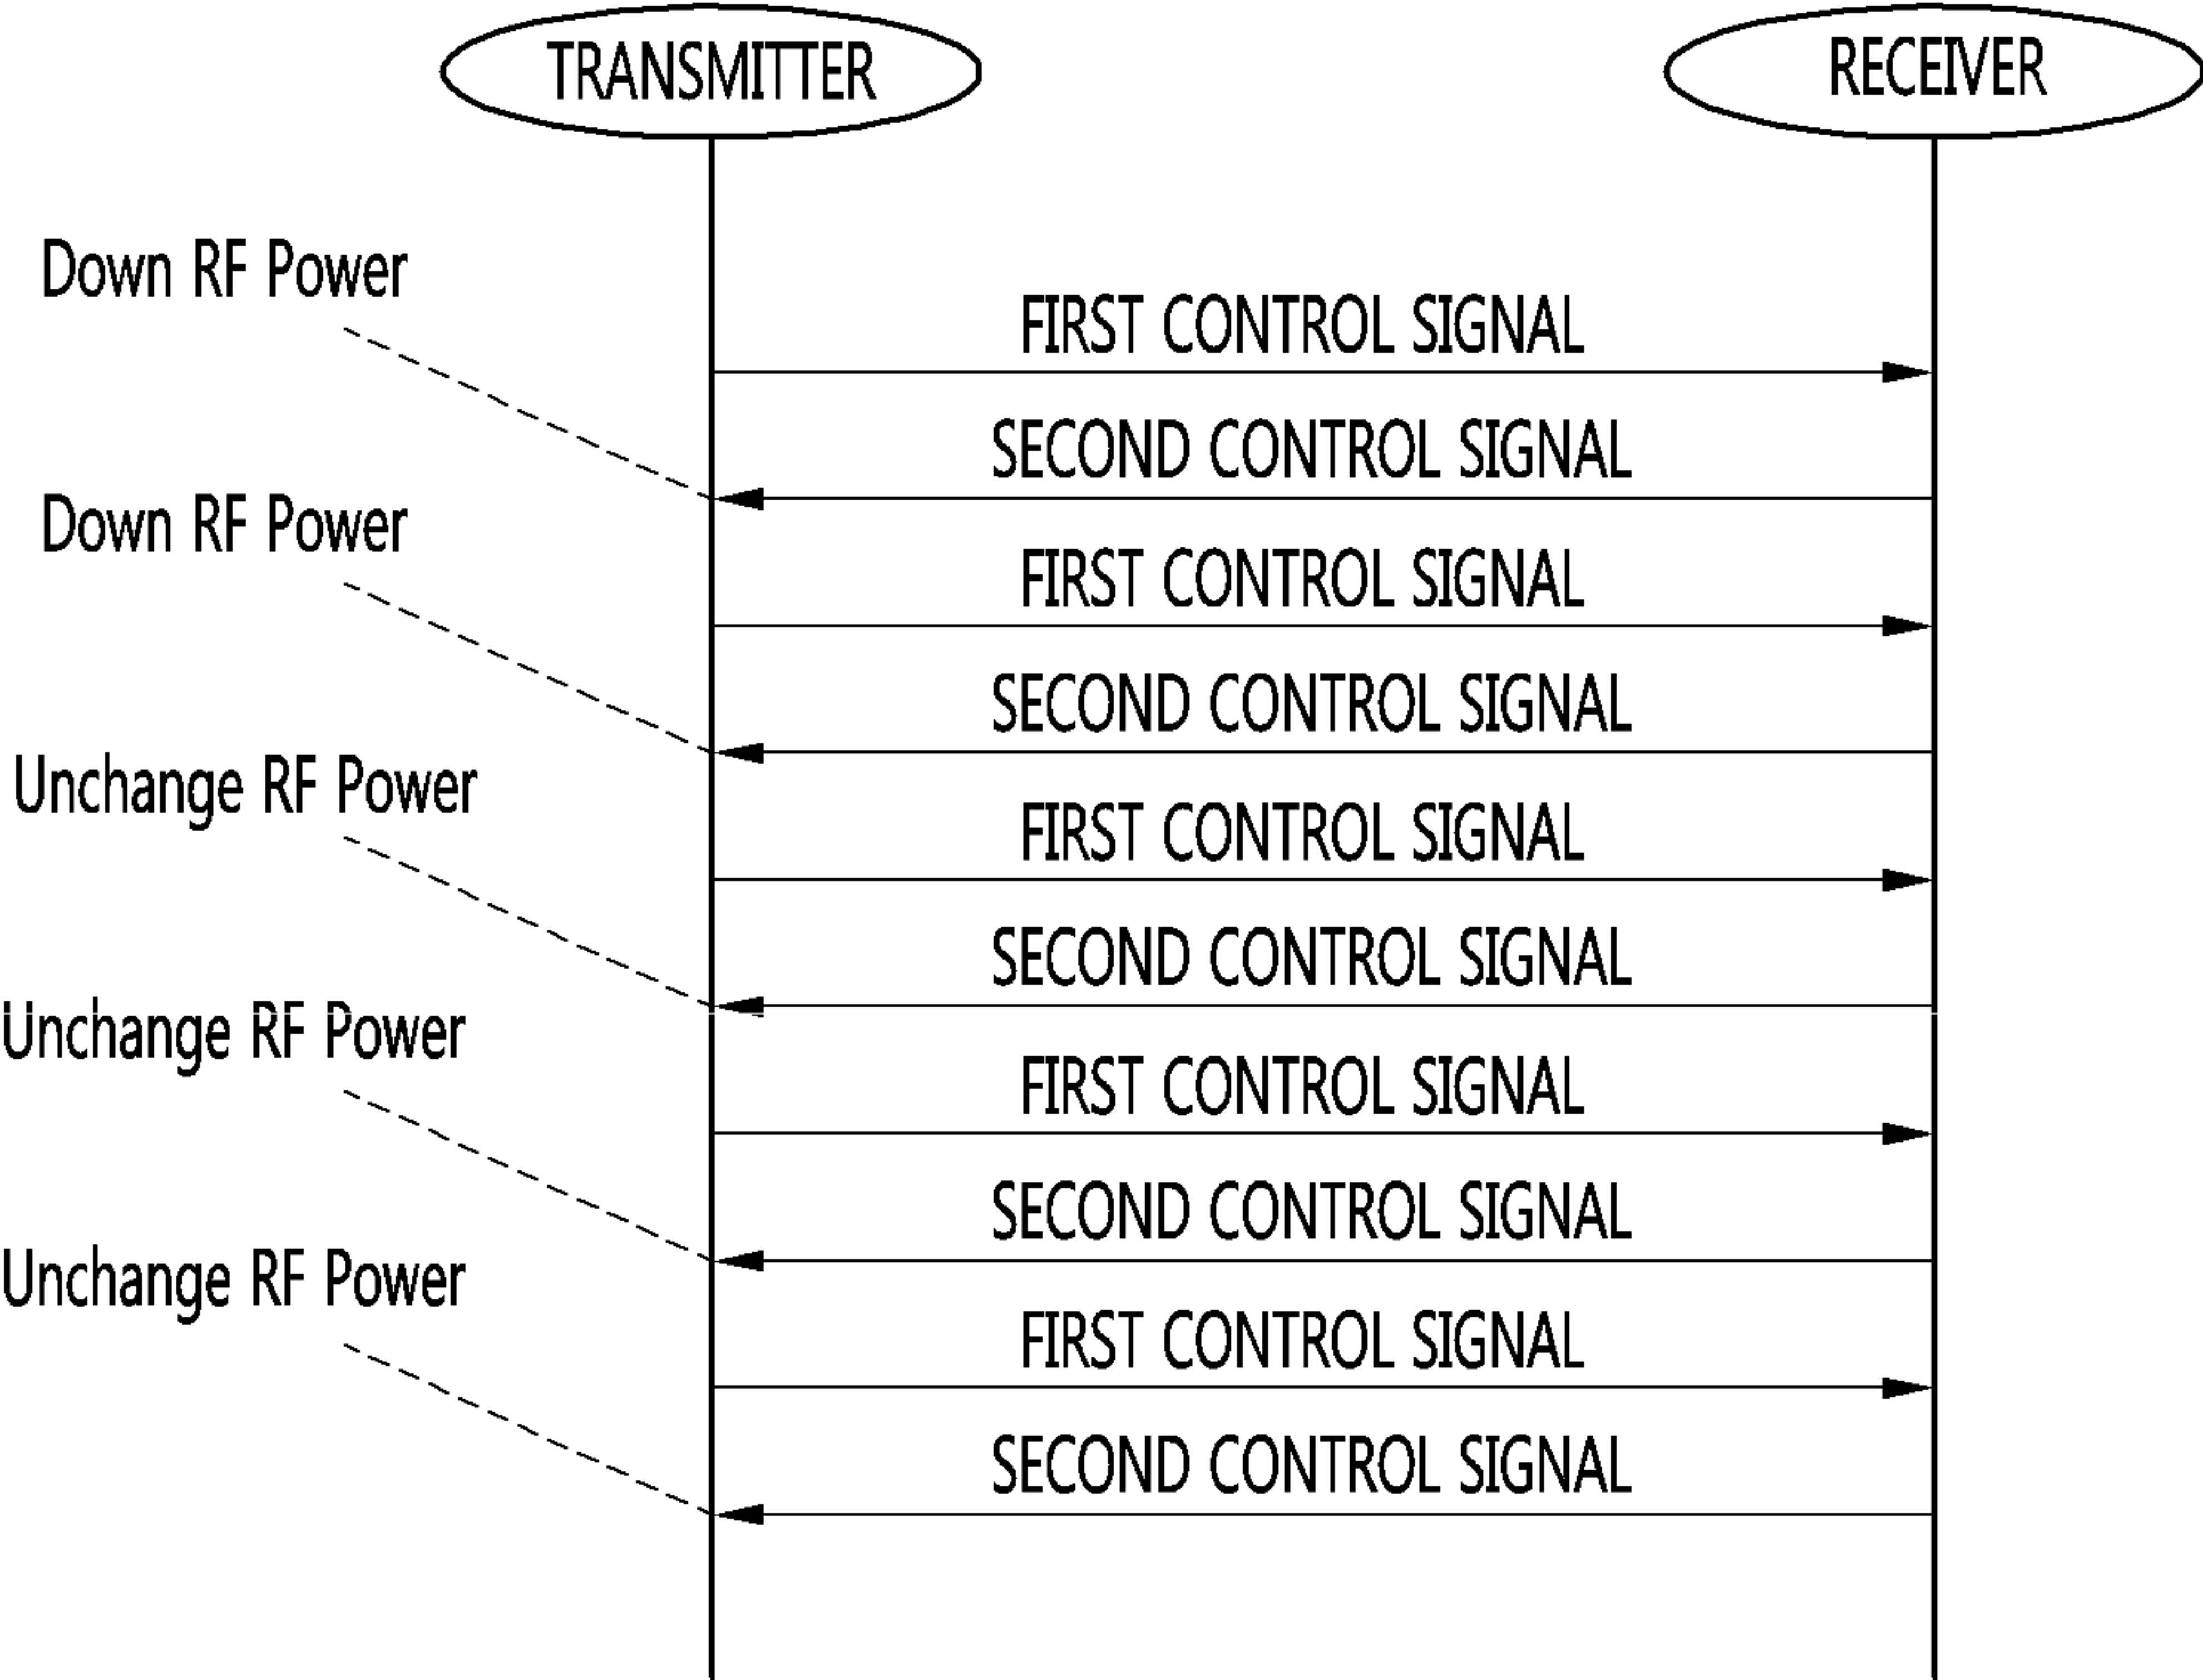 TRANSMITTER
RECEIVER
Down RF Power
FIRST CONTROL SIGNAL
SECOND CONTROL SIGNAL
Down RF Power
FIRST CONTROL SIGNAL
SECOND CONTROL SIGNAL
Unchange RF Power
FIRST CONTROL SIGNAL
SECOND CONTROL SIGNAL
Unchange RF Power
FIRST CONTROL SIGNAL
SECOND CONTROL SIGNAL
Unchange RF Power
FIRST CONTROL SIGNAL
SECOND CONTROL SIGNAL